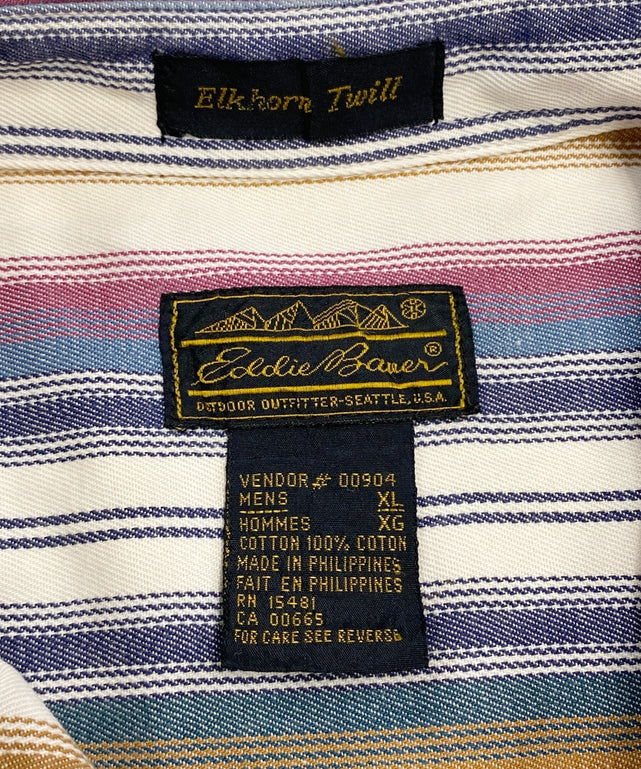 Elkhorn Twill
Eddie Bauer®
OUTDOOR OUTFITTER-SEATTLE, U.S.A.
VENDOR # 00904
MENS XL
HOMMES XG
COTTON 100% COTON
MADE IN PHILIPPINES
FAIT EN PHILIPPINES
RN 15481
CA 00665
FOR CARE SEE REVERSE